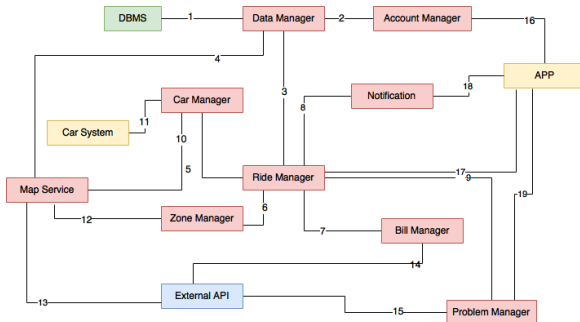 DBMS
1
Data Manager
2
Account Manager
16
4
3
APP
18
Car Manager
Notification
8
11
Car System
10
5
17
Ride Manager
9
Map Service
19
6
12
Zone Manager
7
Bill Manager
14
External API
13
15
Problem Manager